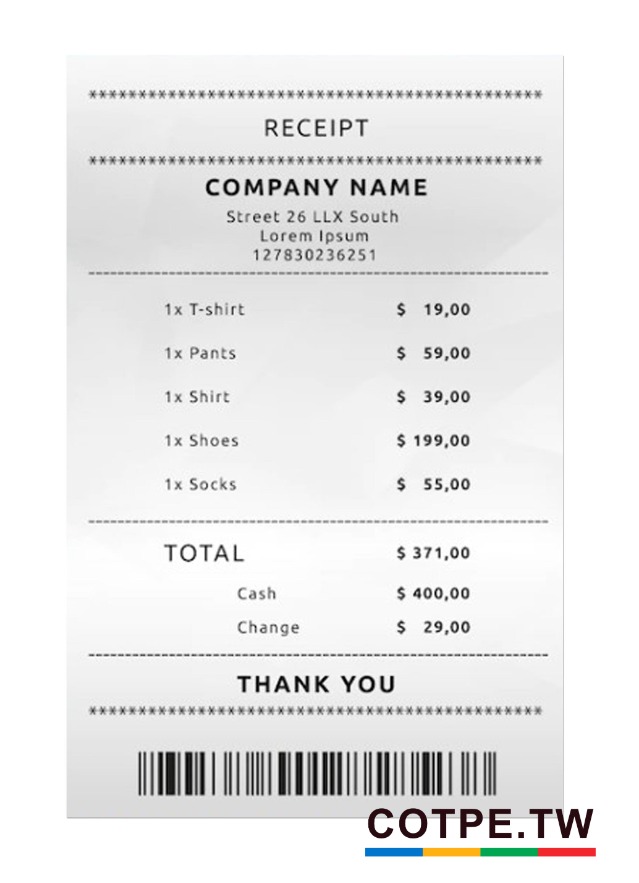 RECEIPT
COMPANY NAME
Street 26 LLX South
Lorem Ipsum
127830236251
1x T-shirt $ 19,00
1x Pants $ 59,00
1x Shirt $ 39,00
1x Shoes $ 199,00
1x Socks $ 55,00
TOTAL $ 371,00
Cash $ 400,00
Change $ 29,00
THANK YOU
COTPE.TW